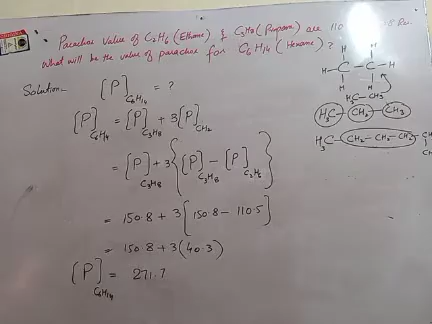 Parachor value of C2H6 (Ethane) & C3H8 (Propane) are 110
What will be the value of parachor for C6H14 (Hexane)?
Solution- [P]C6H14 = ?
[P]C6H14 = [P]C3H8 + 3[P]CH2
= [P]C3H8 + 3{[P]C3H8 - [P]C2H6}
= 150.8 + 3[150.8 - 110.5]
= 150.8 + 3(40.3)
[P]C6H14 = 271.7
H H
H-C-C-H
H H
H3C-CH3
H3C-CH2-CH3
H3C-CH2-CH2-CH2-